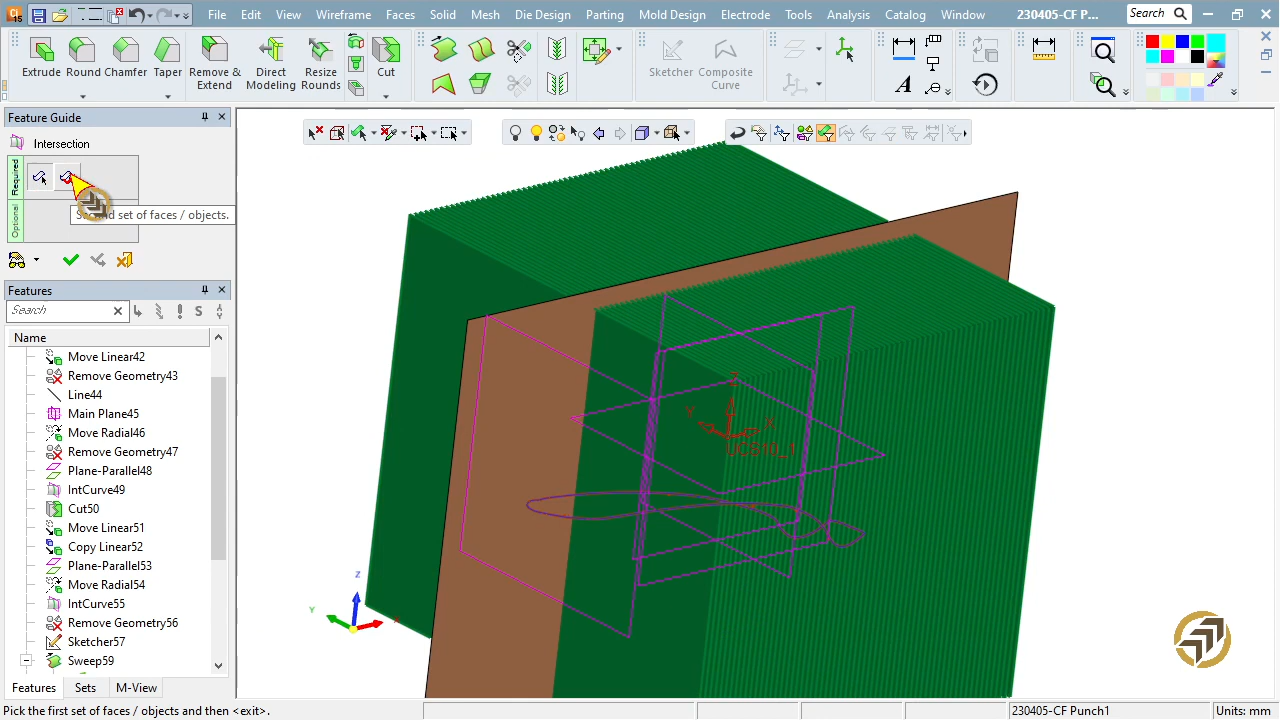 File Edit View Wireframe Faces Solid Mesh Die Design Parting Mold Design Electrode Tools Analysis Catalog Window 230405-CF P... Search
Extrude Round Chamfer Taper Remove & Extend Direct Modeling Resize Rounds Cut Sketcher Composite Curve
Feature Guide
Intersection
Required
Optional
set of faces / objects.
Features
Search
Name
Move Linear42
Remove Geometry43
Line44
Main Plane45
Move Radial46
Remove Geometry47
Plane-Parallel48
IntCurve49
Cut50
Move Linear51
Copy Linear52
Plane-Parallel53
Move Radial54
IntCurve55
Remove Geometry56
Sketcher57
Sweep59
Features Sets M-View
Z
Y X
UCS10_1
Z
Y X
Pick the first set of faces / objects and then <exit>. 230405-CF Punch1 Units: mm